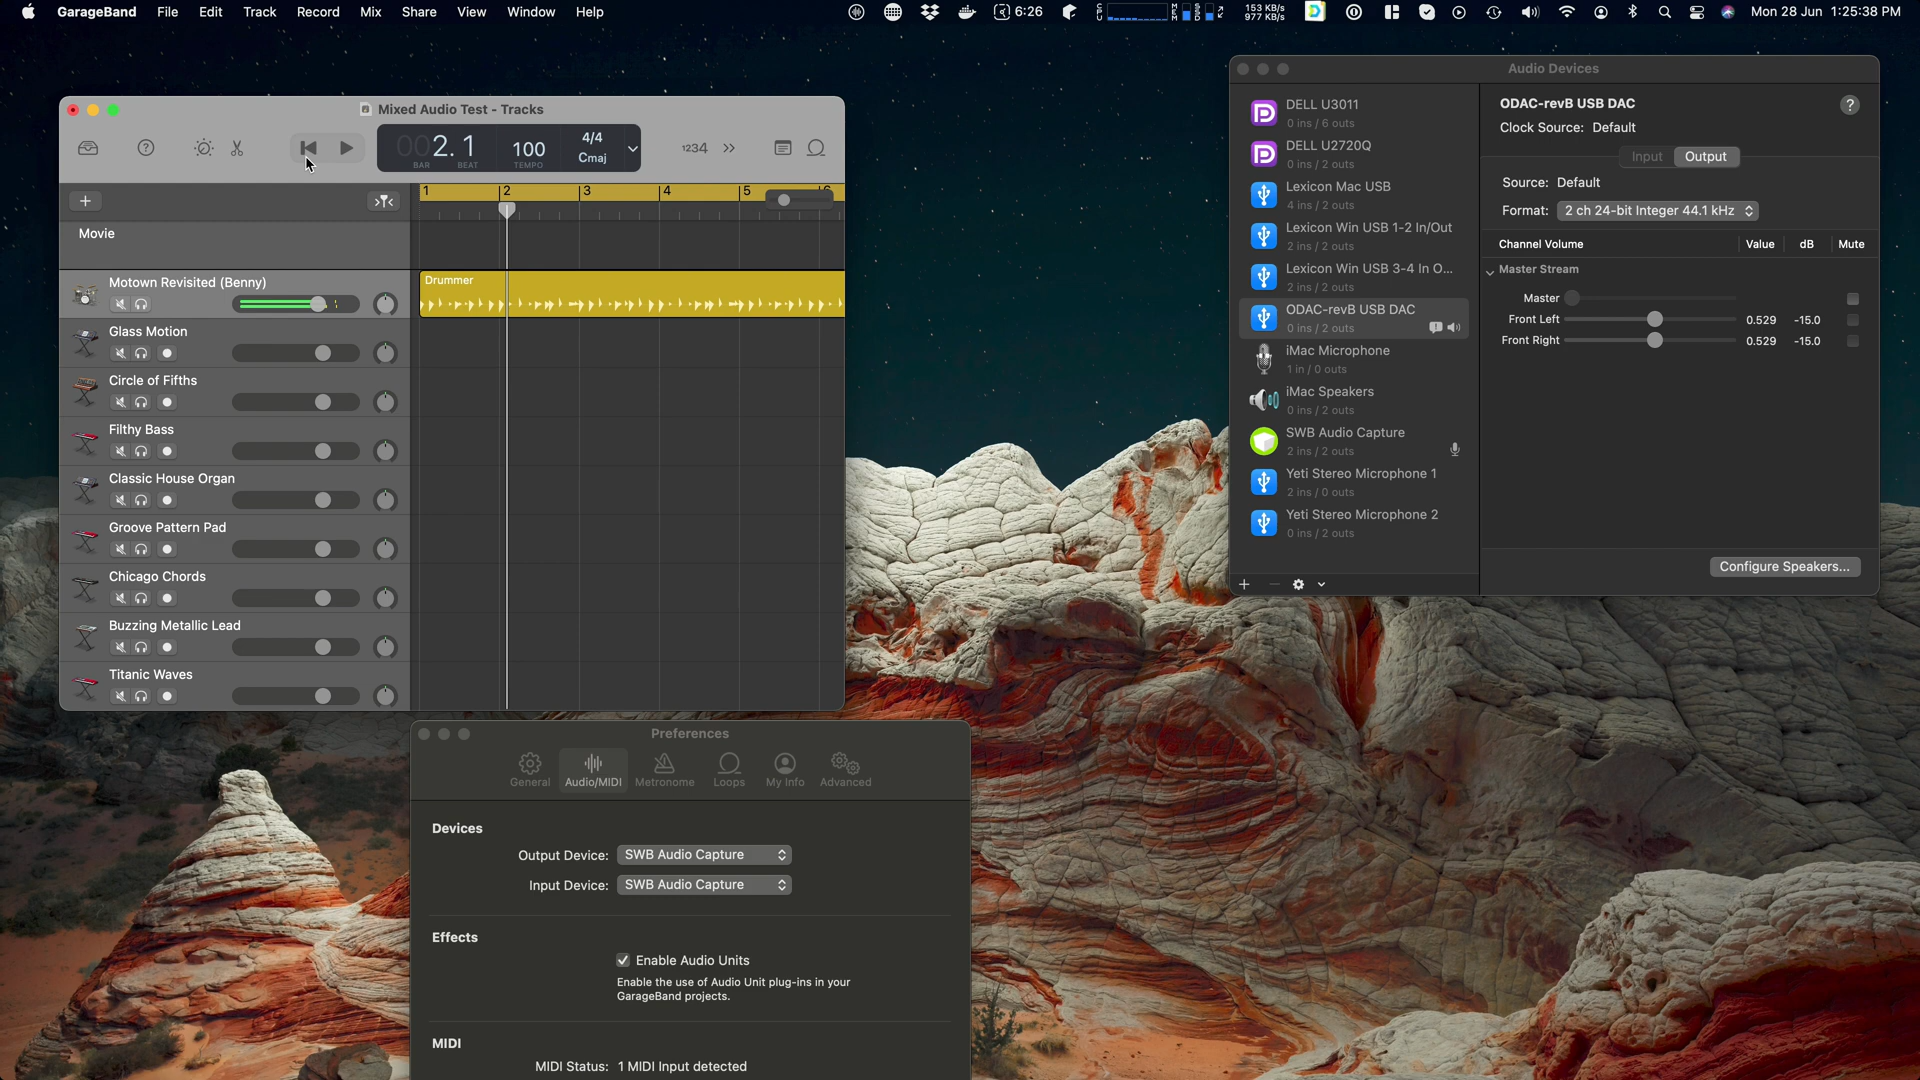 GarageBand File Edit Track Record Mix Share View Window Help
6:26
153 KB/s
977 KB/s
Mon 28 Jun 1:25:38 PM
Mixed Audio Test - Tracks
002.1
BAR BEAT
100
TEMPO
4/4
Cmaj
1234
1 2 3 4 5 6
Movie
Motown Revisited (Benny)
Drummer
Glass Motion
Circle of Fifths
Filthy Bass
Classic House Organ
Groove Pattern Pad
Chicago Chords
Buzzing Metallic Lead
Titanic Waves
Audio Devices
DELL U3011
0 ins / 6 outs
DELL U2720Q
0 ins / 2 outs
Lexicon Mac USB
4 ins / 2 outs
Lexicon Win USB 1-2 In/Out
2 ins / 2 outs
Lexicon Win USB 3-4 In O...
2 ins / 2 outs
ODAC-revB USB DAC
0 ins / 2 outs
iMac Microphone
1 in / 0 outs
iMac Speakers
0 ins / 2 outs
SWB Audio Capture
2 ins / 2 outs
Yeti Stereo Microphone 1
2 ins / 0 outs
Yeti Stereo Microphone 2
0 ins / 2 outs
ODAC-revB USB DAC
?
Clock Source: Default
Input Output
Source: Default
Format: 2 ch 24-bit Integer 44.1 kHz
Channel Volume Value dB Mute
Master Stream
Master
Front Left 0.529 -15.0
Front Right 0.529 -15.0
Configure Speakers...
Preferences
General Audio/MIDI Metronome Loops My Info Advanced
Devices
Output Device: SWB Audio Capture
Input Device: SWB Audio Capture
Effects
Enable Audio Units
Enable the use of Audio Unit plug-ins in your
GarageBand projects.
MIDI
MIDI Status: 1 MIDI Input detected